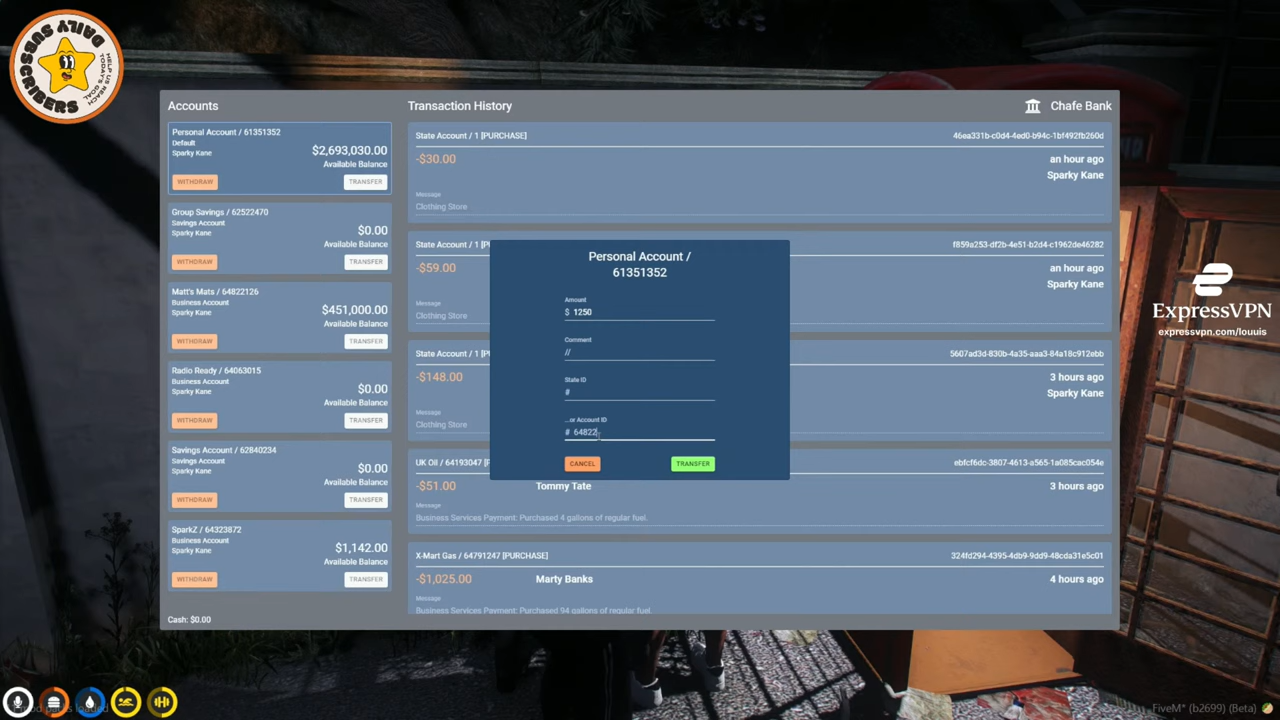 DAILY SUBSCRIBERS
HELP US REACH TODAY'S GOAL
Accounts
Personal Account / 61351352
Default
Sparky Kane
$2,693,030.00
Available Balance
WITHDRAW
TRANSFER
Group Savings / 62522470
Savings Account
Sparky Kane
$0.00
Available Balance
WITHDRAW
TRANSFER
Matt's Mats / 64822126
Business Account
Sparky Kane
$451,000.00
Available Balance
WITHDRAW
TRANSFER
Radio Ready / 64063015
Business Account
Sparky Kane
$0.00
Available Balance
WITHDRAW
TRANSFER
Savings Account / 62840234
Savings Account
Sparky Kane
$0.00
Available Balance
WITHDRAW
TRANSFER
SparkZ / 64323872
Business Account
Sparky Kane
$1,142.00
Available Balance
WITHDRAW
TRANSFER
Cash: $0.00
Transaction History
Chafe Bank
State Account / 1 [PURCHASE]
46ea331b-c0d4-4ed0-b94c-1bf492fb260d
-$30.00
an hour ago
Sparky Kane
Message
Clothing Store
State Account / 1 [P
f859a253-df2b-4e51-b2d4-c1962de46282
-$59.00
an hour ago
Sparky Kane
Message
Clothing Store
State Account / 1 [P
5607ad3d-830b-4a35-aaa3-84a18c912ebb
-$148.00
3 hours ago
Sparky Kane
Message
Clothing Store
UK Oil / 64193047 [P
ebfcf6dc-3807-4613-a565-1a085cac054e
-$51.00
Tommy Tate
3 hours ago
Message
Business Services Payment: Purchased 4 gallons of regular fuel.
X-Mart Gas / 64791247 [PURCHASE]
324fd294-4395-4db9-9dd9-48cda31e5c01
-$1,025.00
Marty Banks
4 hours ago
Message
Business Services Payment: Purchased 94 gallons of regular fuel.
Personal Account /
61351352
Amount
$ 1250
Comment
//
State ID
#
...or Account ID
# 64822
CANCEL
TRANSFER
ExpressVPN
expressvpn.com/louuis
FiveM* (b2699) (Beta)